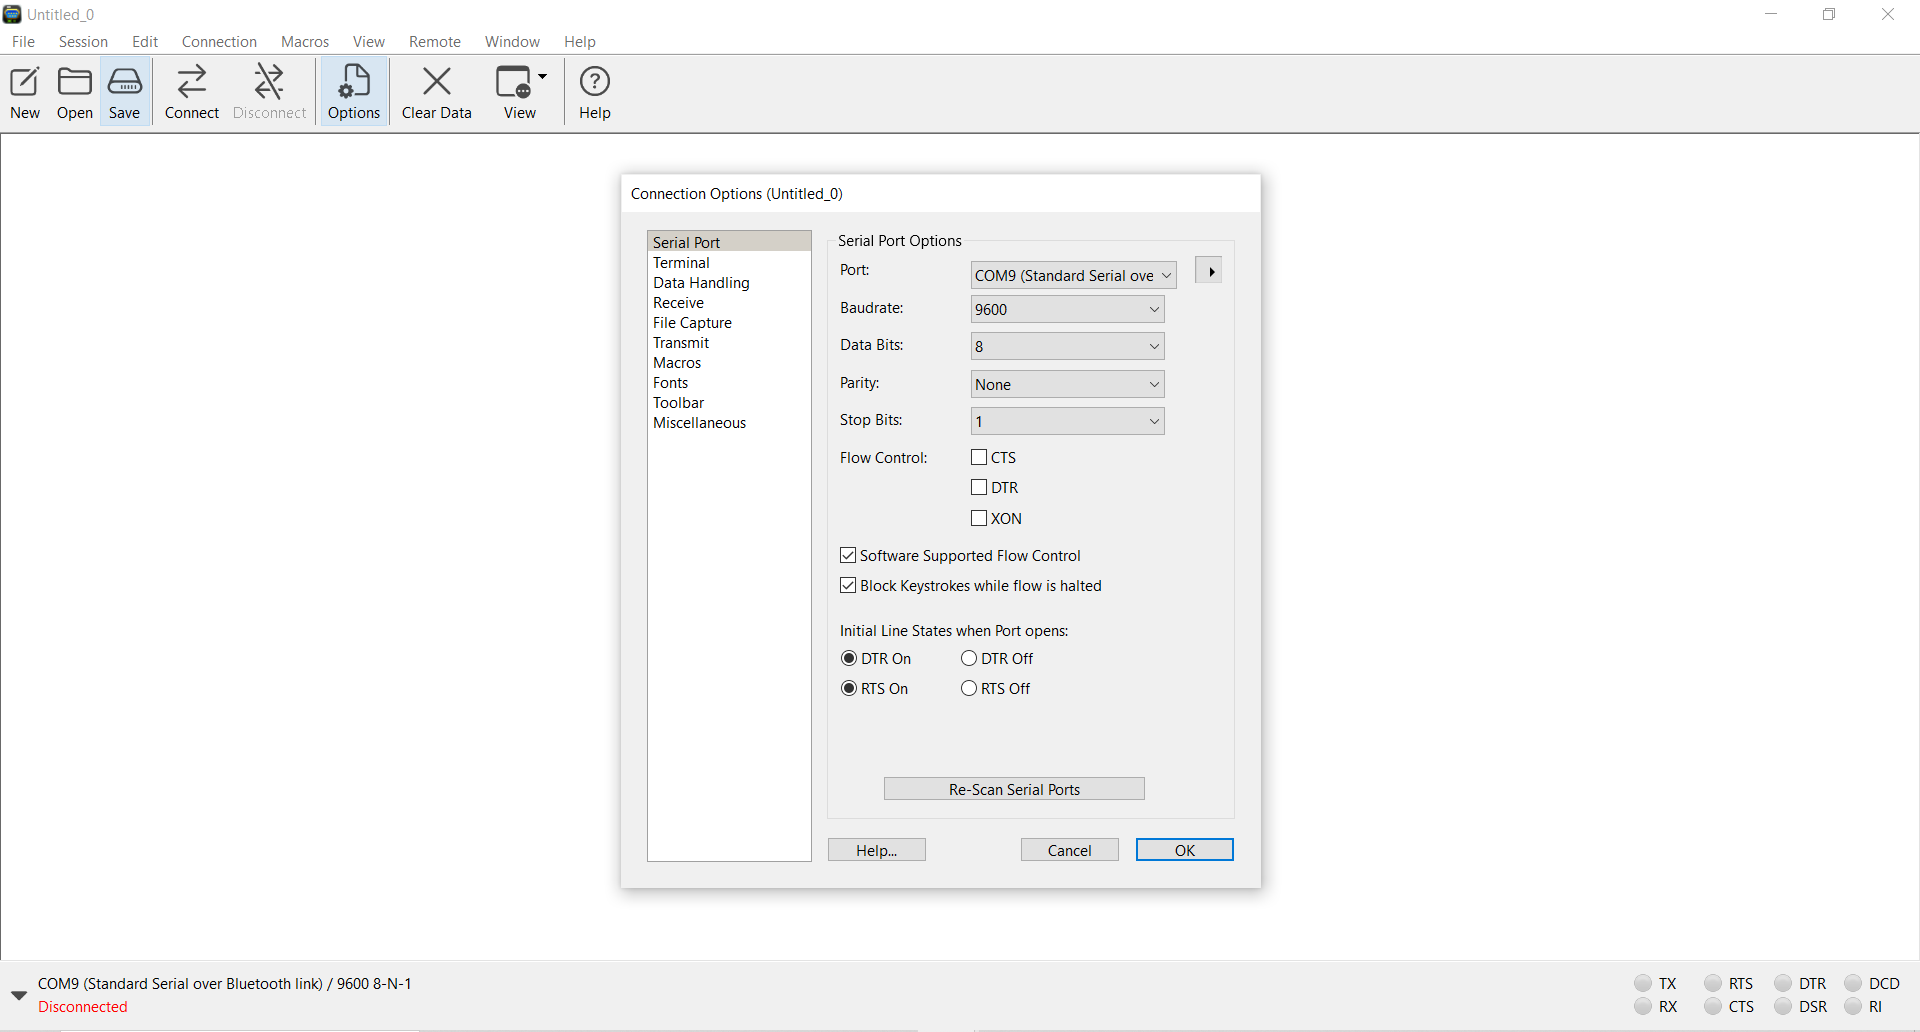 Untitled_0
File Session Edit Connection Macros View Remote Window Help
New Open Save Connect Disconnect Options Clear Data View Help
Connection Options (Untitled_0)
Serial Port
Terminal
Data Handling
Receive
File Capture
Transmit
Macros
Fonts
Toolbar
Miscellaneous
Serial Port Options
Port: COM9 (Standard Serial ove
Baudrate: 9600
Data Bits: 8
Parity: None
Stop Bits: 1
Flow Control: CTS
DTR
XON
Software Supported Flow Control
Block Keystrokes while flow is halted
Initial Line States when Port opens:
DTR On DTR Off
RTS On RTS Off
Re-Scan Serial Ports
Help... Cancel OK
COM9 (Standard Serial over Bluetooth link) / 9600 8-N-1
Disconnected
TX RTS DTR DCD
RX CTS DSR RI